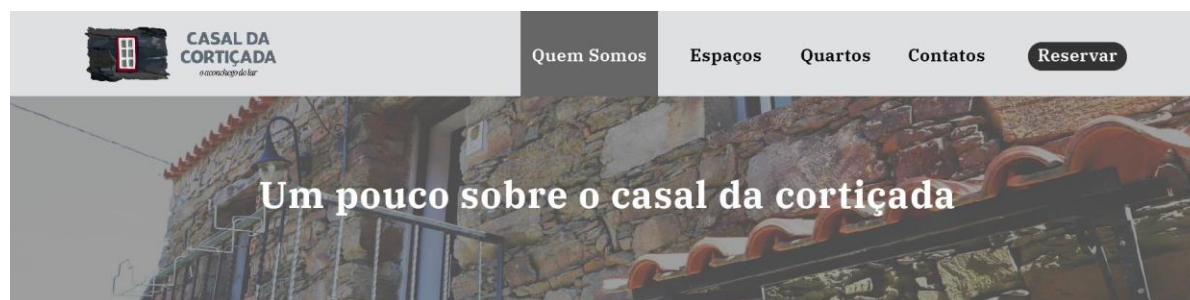 CASAL DA
CORTIÇADA
o aconchego do lar
Quem Somos
Espaços
Quartos
Contatos
Reservar
Um pouco sobre o casal da cortiçada